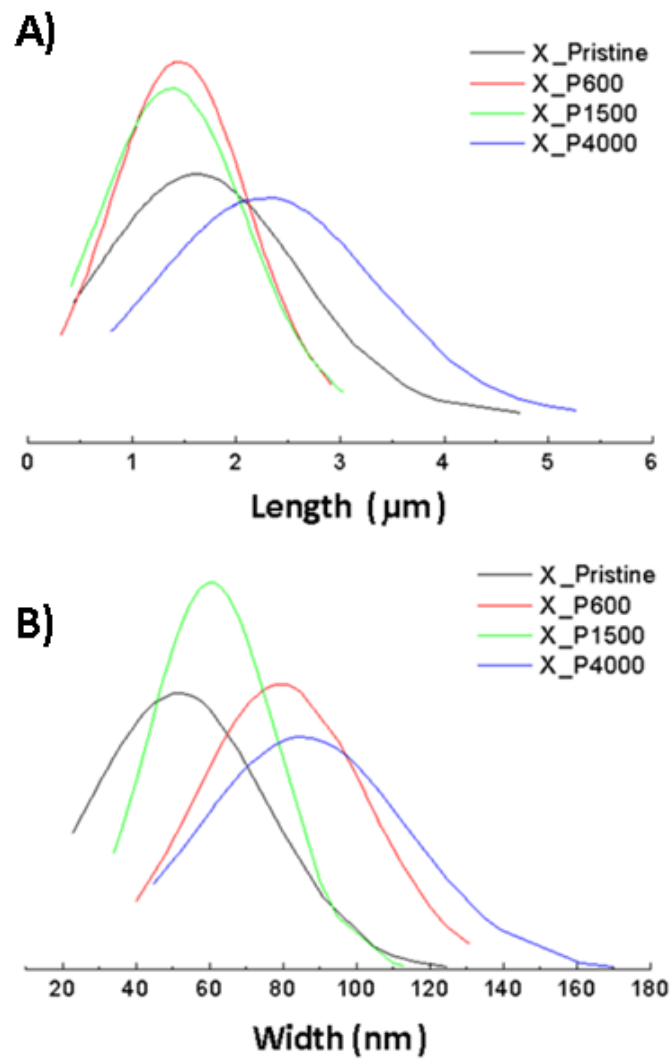 A)
X_Pristine
X_P600
X_P1500
X_P4000
0 1 2 3 4 5 6
Length (µm)
B)
X_Pristine
X_P600
X_P1500
X_P4000
20 40 60 80 100 120 140 160 180
Width (nm)